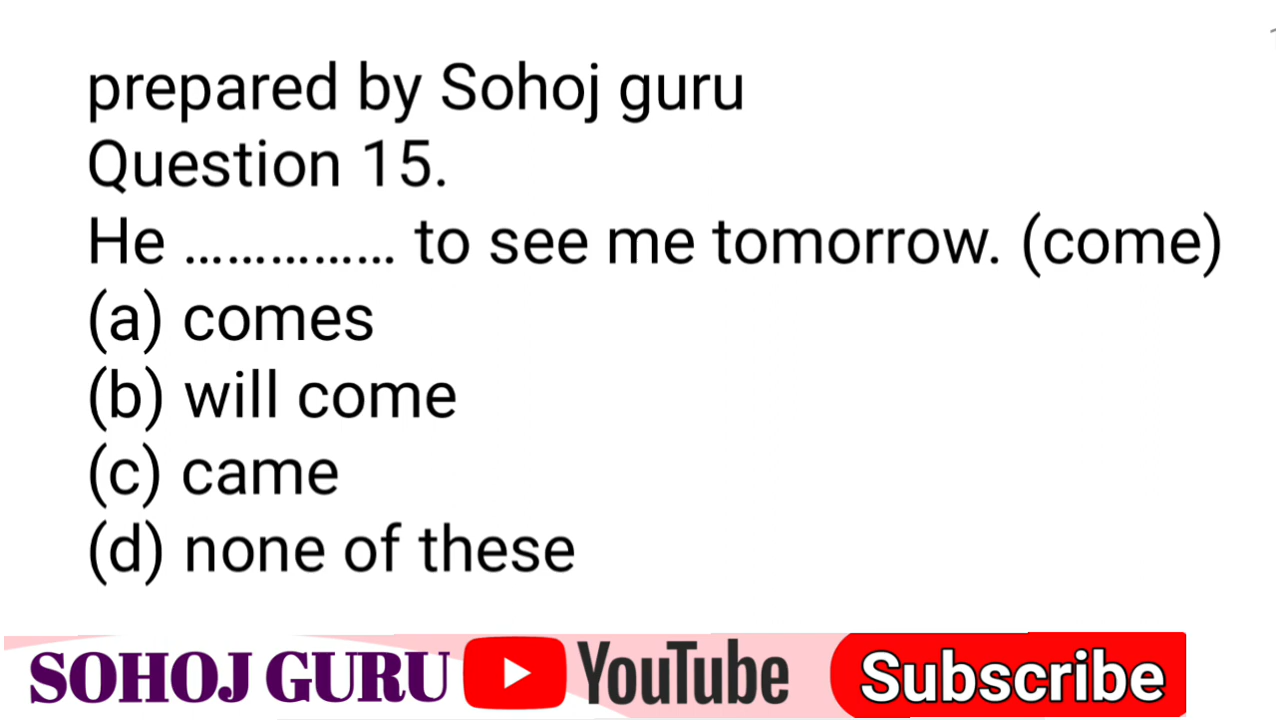 prepared by Sohoj guru
Question 15.
He ............... to see me tomorrow. (come)
(a) comes
(b) will come
(c) came
(d) none of these
SOHOJ GURU YouTube Subscribe